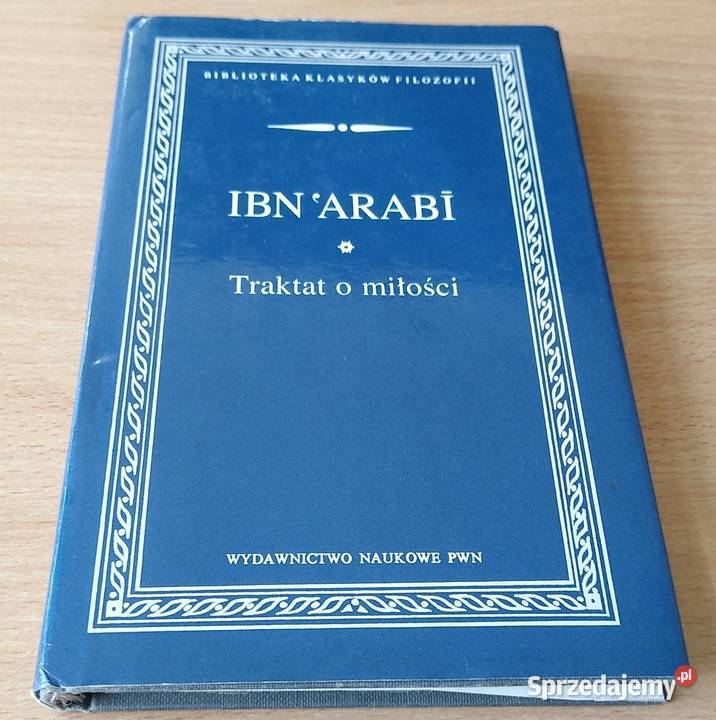 BIBLIOTEKA KLASYKÓW FILOZOFII
IBN ʿARABĪ
Traktat o miłości
WYDAWNICTWO NAUKOWE PWN
Sprzedajemy.pl